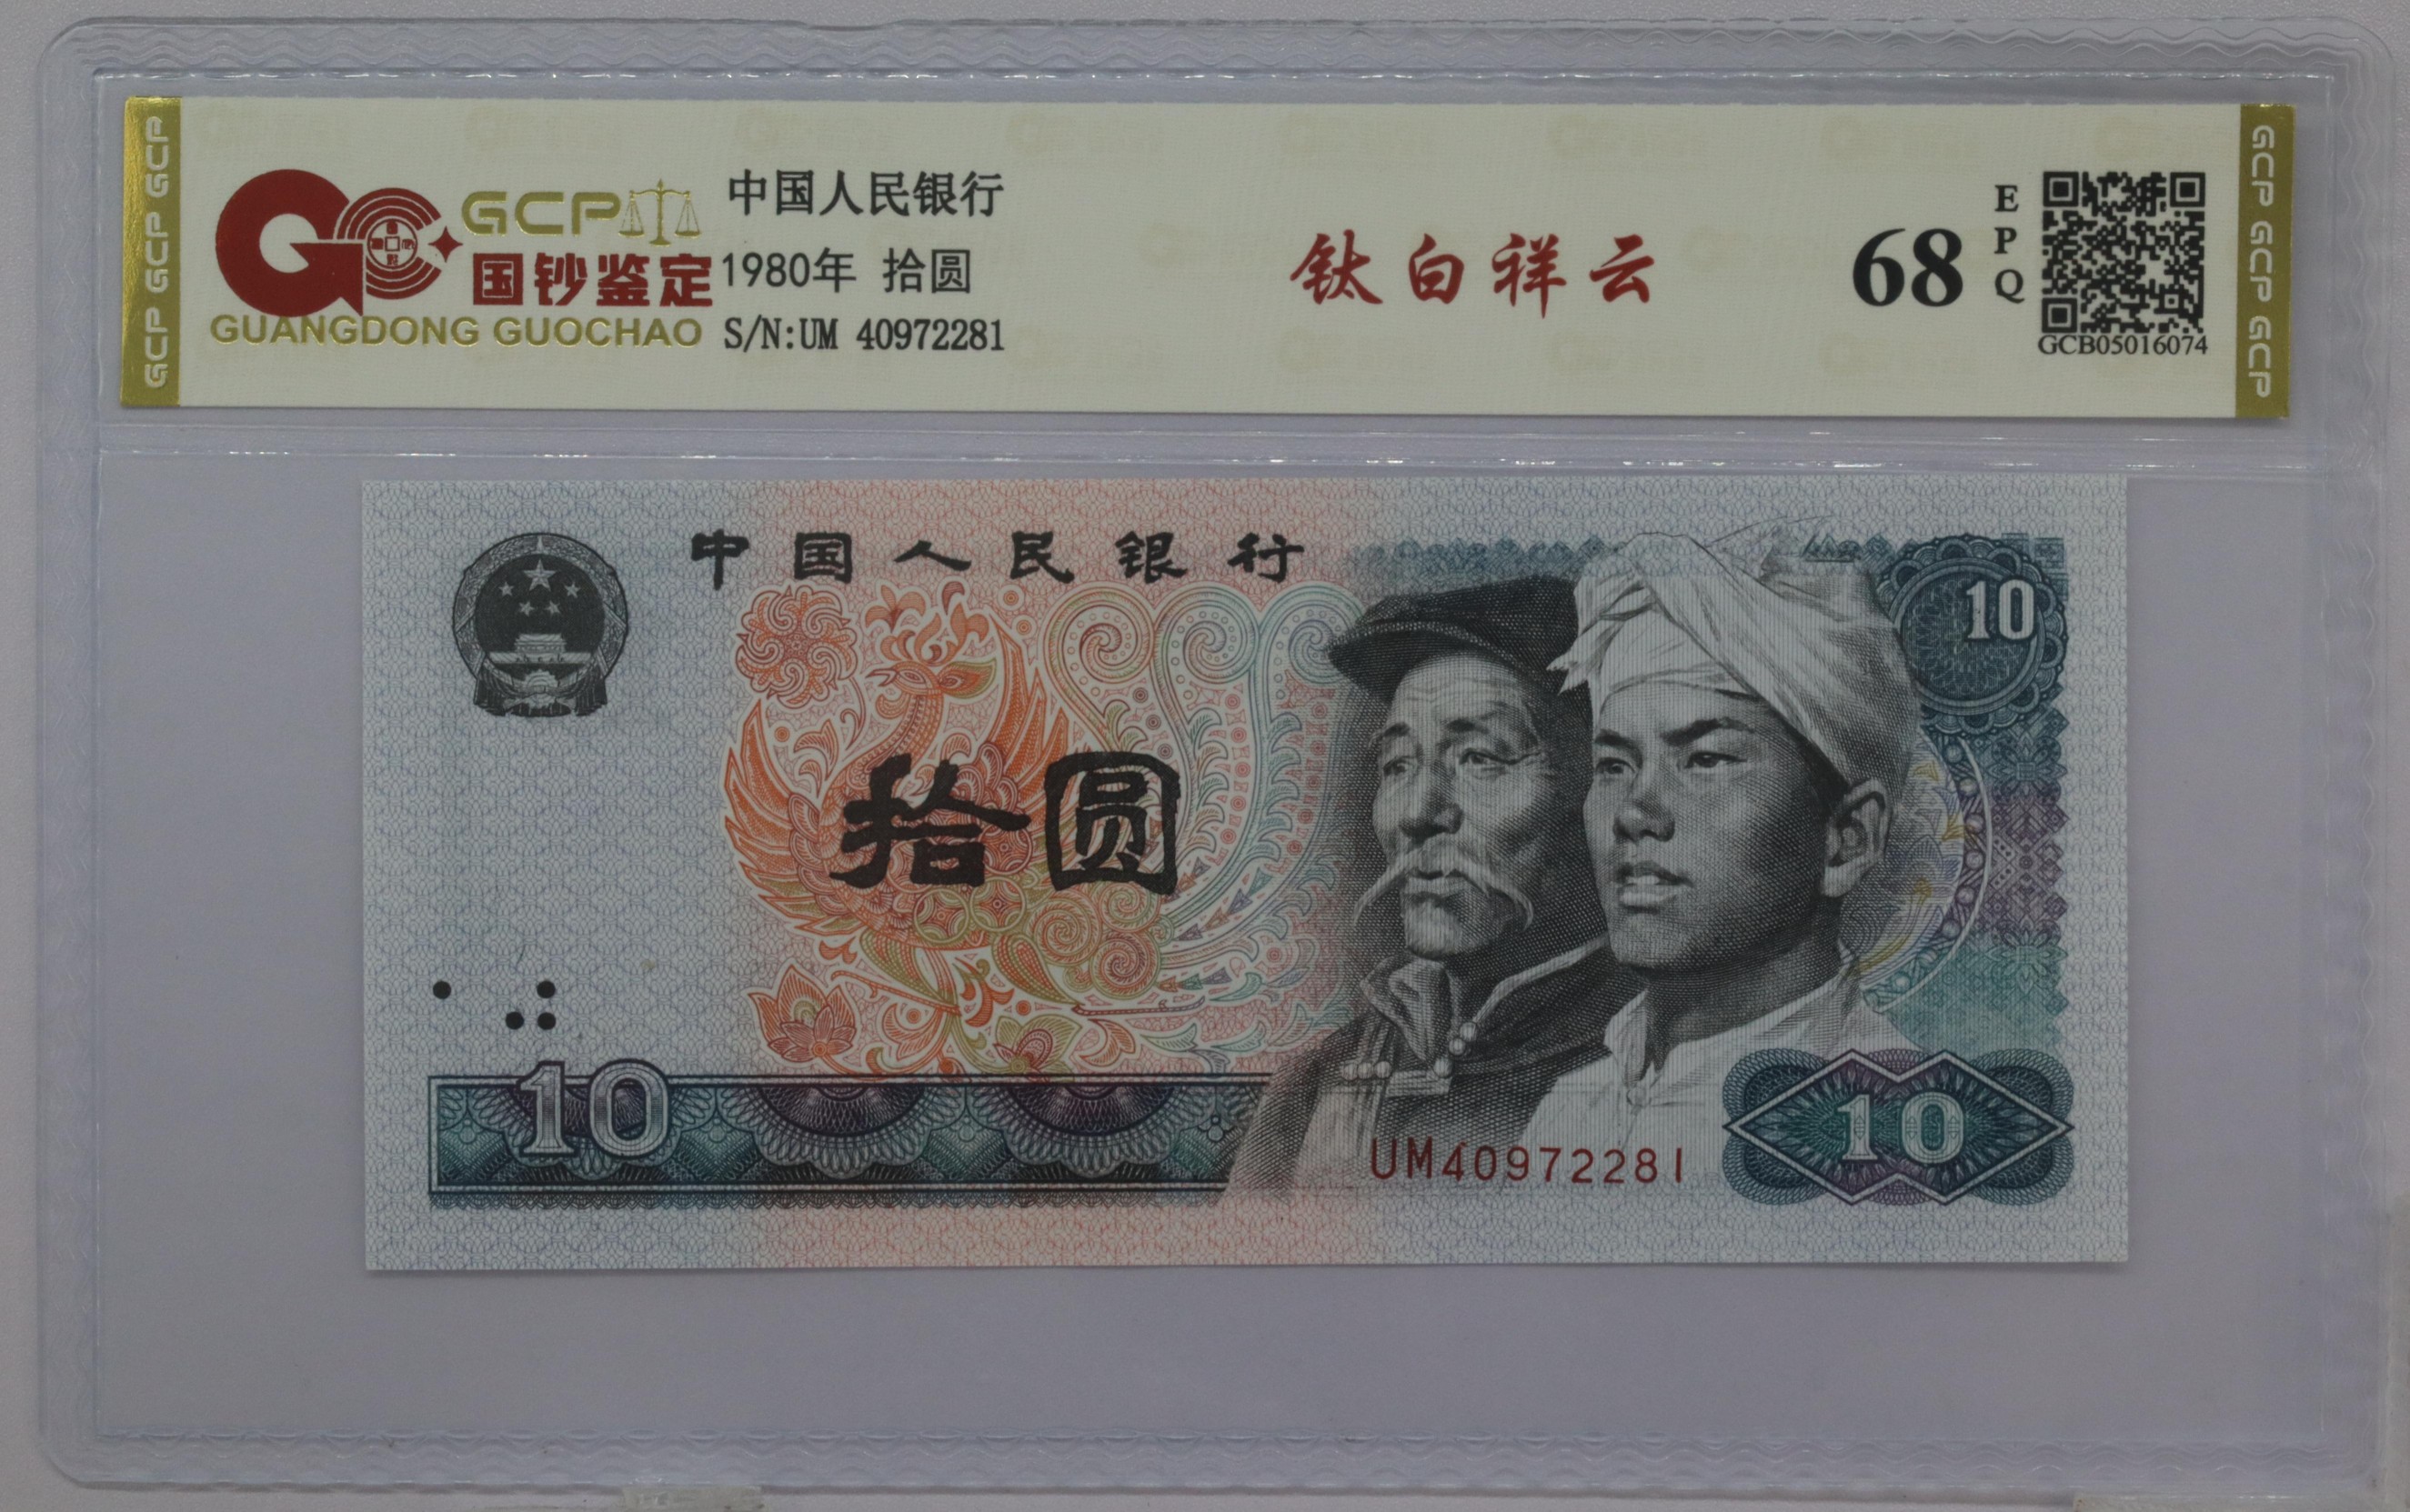 GCP GCP GCP
GCP
国钞鉴定
GUANGDONG GUOCHAO
中国人民银行
1980年 拾圆
S/N:UM 40972281
钛白祥云
68
EPQ
GCB05016074
GCP GCP GCP
中国人民银行
10
拾圆
10
UM40972281
10